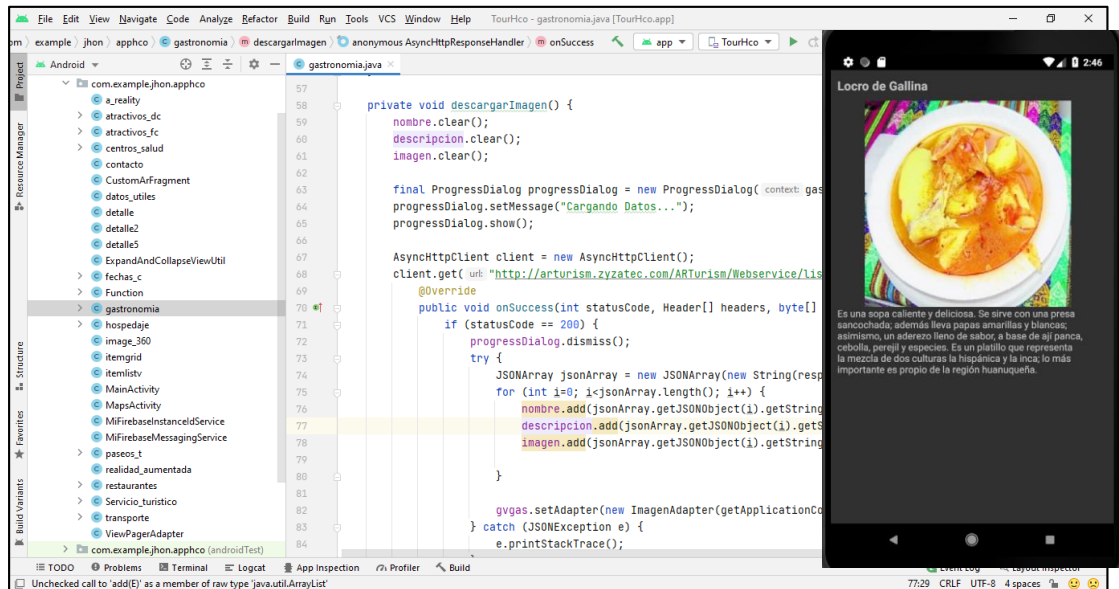 File Edit View Navigate Code Analyze Refactor Build Run Tools VCS Window Help TourHco - gastronomia.java [TourHco.app]
example jhon apphco gastronomia descargarImagen anonymous AsyncHttpResponseHandler onSuccess app TourHco
Project
Resource Manager
Structure
Favorites
Build Variants
Android
com.example.jhon.apphco
a_reality
atractivos_dc
atractivos_fc
centros_salud
contacto
CustomArFragment
datos_utiles
detalle
detalle2
detalle5
ExpandAndCollapseViewUtil
fechas_c
Function
gastronomia
hospedaje
image_360
itemgrid
itemlistv
MainActivity
MapsActivity
MiFirebaseInstanceIdService
MiFirebaseMessagingService
paseos_t
realidad_aumentada
restaurantes
Servicio_turistico
transporte
ViewPagerAdapter
com.example.jhon.apphco (androidTest)
gastronomia.java
57
58 private void descargarImagen() {
59 nombre.clear();
60 descripcion.clear();
61 imagen.clear();
62
63 final ProgressDialog progressDialog = new ProgressDialog( context: gas
64 progressDialog.setMessage("Cargando Datos...");
65 progressDialog.show();
66
67 AsyncHttpClient client = new AsyncHttpClient();
68 client.get( url: "http://arturism.zyzatec.com/ARTurism/Webservice/lis
69 @Override
70 public void onSuccess(int statusCode, Header[] headers, byte[]
71 if (statusCode == 200) {
72 progressDialog.dismiss();
73 try {
74 JSONArray jsonArray = new JSONArray(new String(resp
75 for (int i=0; i<jsonArray.length(); i++) {
76 nombre.add(jsonArray.getJSONObject(i).getString
77 descripcion.add(jsonArray.getJSONObject(i).getS
78 imagen.add(jsonArray.getJSONObject(i).getString
79
80 }
81
82 gvgas.setAdapter(new ImagenAdapter(getApplicationCo
83 } catch (JSONException e) {
84 e.printStackTrace();
2:46
Locro de Gallina
Es una sopa caliente y deliciosa. Se sirve con una presa
sancochada; además lleva papas amarillas y blancas;
asimismo, un aderezo lleno de sabor, a base de ají panca,
cebolla, perejil y especies. Es un platillo que representa
la mezcla de dos culturas la hispánica y la inca; lo más
importante es propio de la región huanuqueña.
TODO Problems Terminal Logcat App Inspection Profiler Build Event Log Layout Inspector
Unchecked call to 'add(E)' as a member of raw type 'java.util.ArrayList' 77:29 CRLF UTF-8 4 spaces